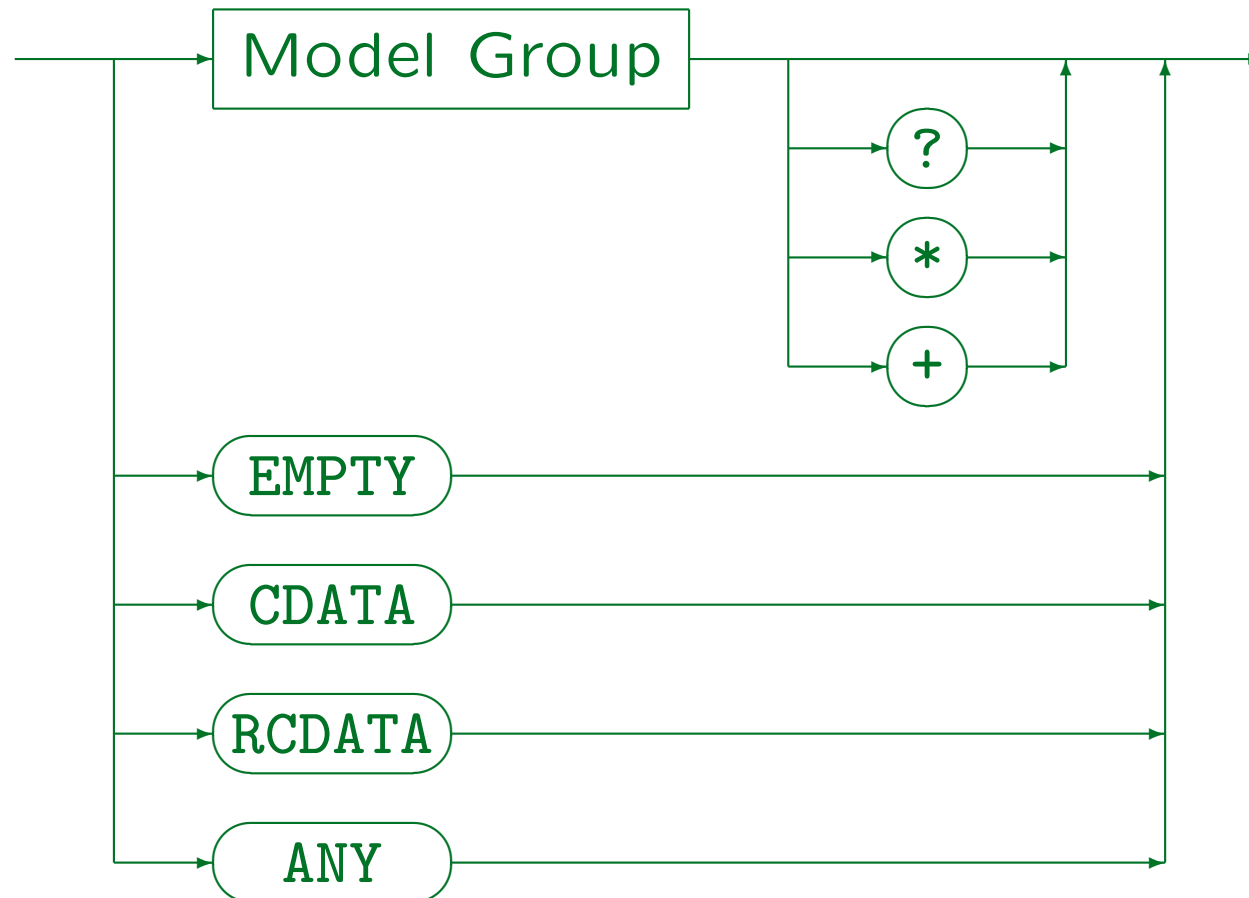 Model Group
?
*
+
EMPTY
CDATA
RCDATA
ANY